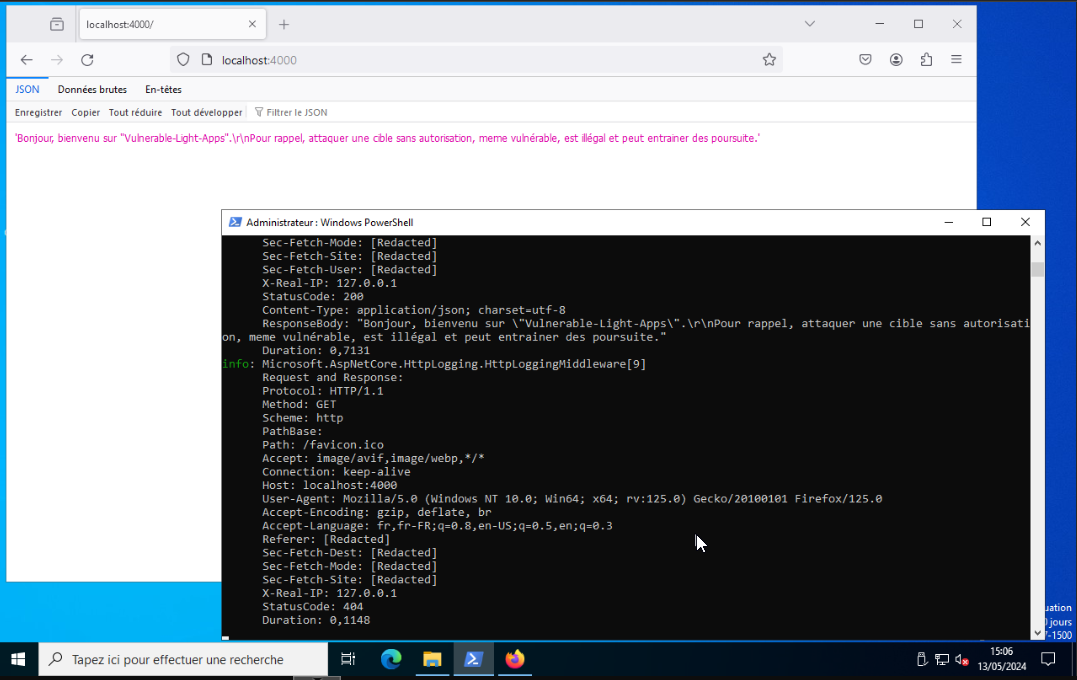 localhost:4000/
localhost:4000
JSON Données brutes En-têtes
Enregistrer Copier Tout réduire Tout développer Filtrer le JSON
'Bonjour, bienvenu sur "Vulnerable-Light-Apps".\r\nPour rappel, attaquer une cible sans autorisation, meme vulnérable, est illégal et peut entrainer des poursuite.'
Administrateur : Windows PowerShell
Sec-Fetch-Mode: [Redacted]
Sec-Fetch-Site: [Redacted]
Sec-Fetch-User: [Redacted]
X-Real-IP: 127.0.0.1
StatusCode: 200
Content-Type: application/json; charset=utf-8
ResponseBody: "Bonjour, bienvenu sur \"Vulnerable-Light-Apps\".\r\nPour rappel, attaquer une cible sans autorisati
on, meme vulnérable, est illégal et peut entrainer des poursuite."
Duration: 0,7131
info: Microsoft.AspNetCore.HttpLogging.HttpLoggingMiddleware[9]
Request and Response:
Protocol: HTTP/1.1
Method: GET
Scheme: http
PathBase:
Path: /favicon.ico
Accept: image/avif,image/webp,*/*
Connection: keep-alive
Host: localhost:4000
User-Agent: Mozilla/5.0 (Windows NT 10.0; Win64; x64; rv:125.0) Gecko/20100101 Firefox/125.0
Accept-Encoding: gzip, deflate, br
Accept-Language: fr,fr-FR;q=0.8,en-US;q=0.5,en;q=0.3
Referer: [Redacted]
Sec-Fetch-Dest: [Redacted]
Sec-Fetch-Mode: [Redacted]
Sec-Fetch-Site: [Redacted]
X-Real-IP: 127.0.0.1
StatusCode: 404
Duration: 0,1148
uation
jours
-1500
Tapez ici pour effectuer une recherche
15:06
13/05/2024